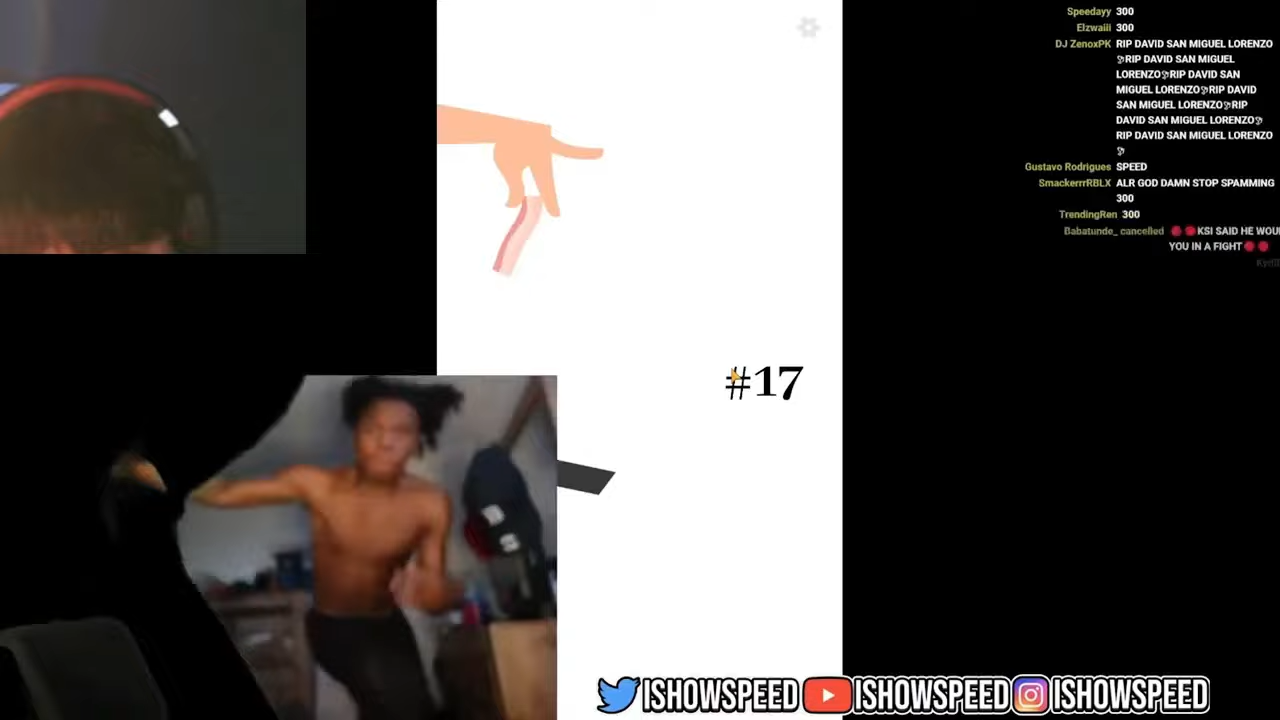 Speedayy 300
Elzwaiii 300
DJ ZenoxPK RIP DAVID SAN MIGUEL LORENZO
RIP DAVID SAN MIGUEL
LORENZO RIP DAVID SAN
MIGUEL LORENZO RIP DAVID
SAN MIGUEL LORENZO RIP
DAVID SAN MIGUEL LORENZO
RIP DAVID SAN MIGUEL LORENZO
Gustavo Rodrigues SPEED
SmackerrrRBLX ALR GOD DAMN STOP SPAMMING
300
TrendingRen 300
Babatunde_ cancelled KSI SAID HE WOU
YOU IN A FIGHT
#17
ISHOWSPEED ISHOWSPEED ISHOWSPEED